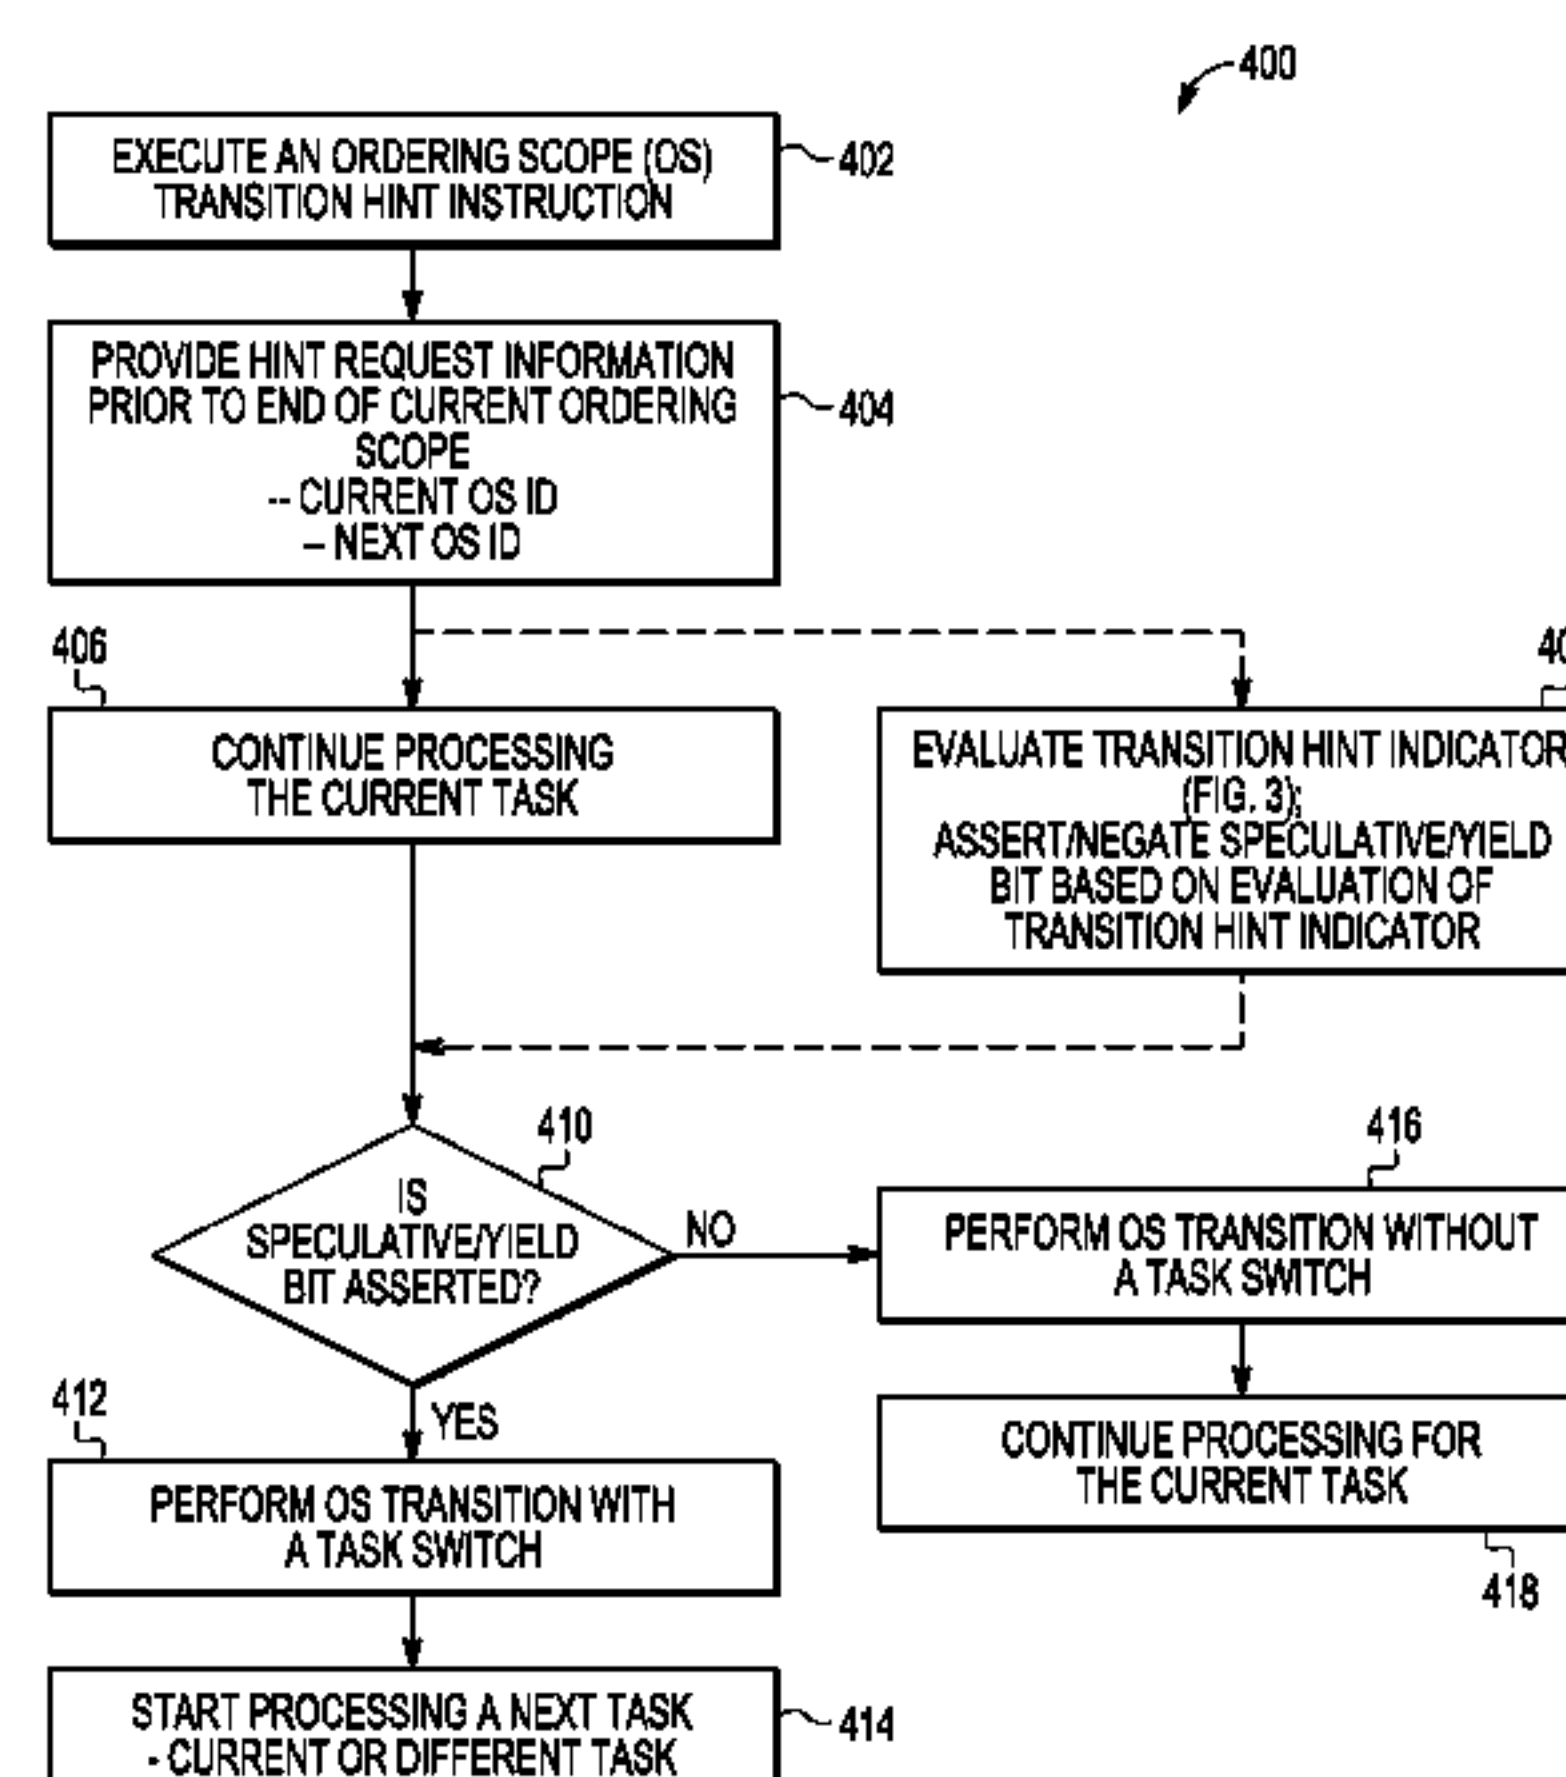 400
EXECUTE AN ORDERING SCOPE (OS)
TRANSITION HINT INSTRUCTION
402
PROVIDE HINT REQUEST INFORMATION
PRIOR TO END OF CURRENT ORDERING
SCOPE
-- CURRENT OS ID
– NEXT OS ID
404
406
CONTINUE PROCESSING
THE CURRENT TASK
EVALUATE TRANSITION HINT INDICATOR
(FIG. 3);
ASSERT/NEGATE SPECULATIVE/YIELD
BIT BASED ON EVALUATION OF
TRANSITION HINT INDICATOR
410
IS
SPECULATIVE/YIELD
BIT ASSERTED?
NO
YES
416
PERFORM OS TRANSITION WITHOUT
A TASK SWITCH
CONTINUE PROCESSING FOR
THE CURRENT TASK
418
412
PERFORM OS TRANSITION WITH
A TASK SWITCH
START PROCESSING A NEXT TASK
- CURRENT OR DIFFERENT TASK
414